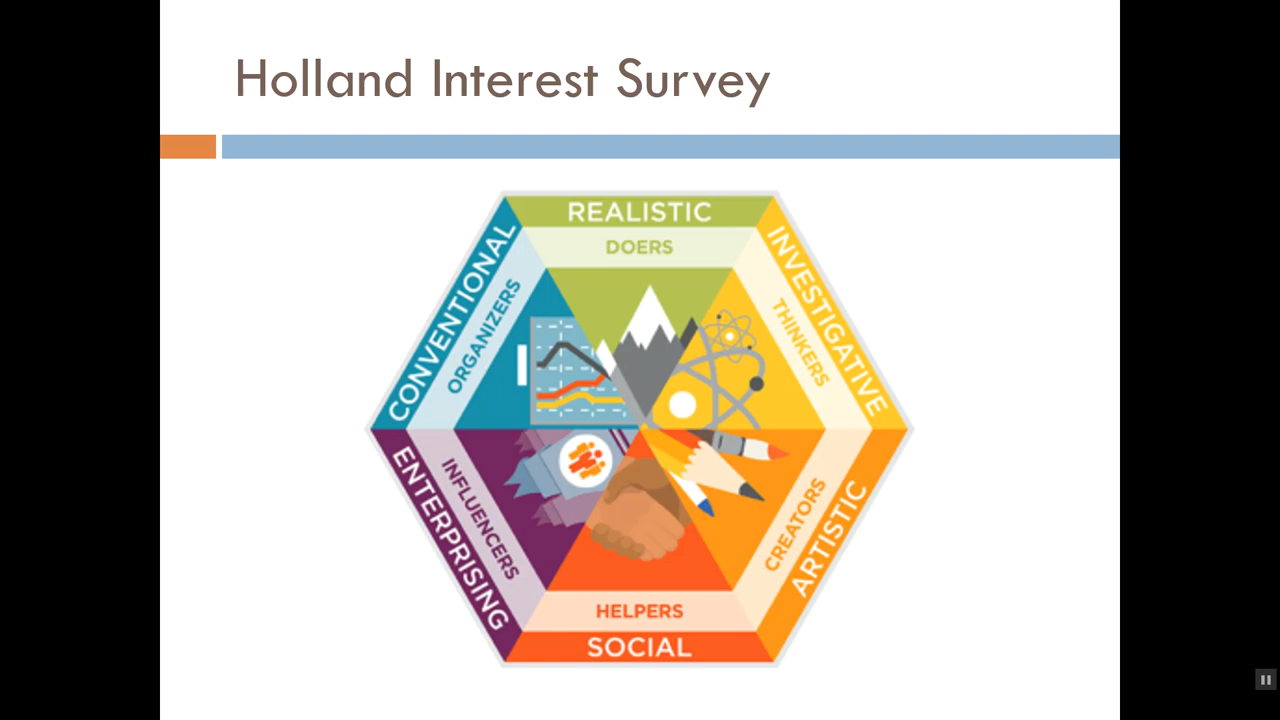 Holland Interest Survey
REALISTIC
DOERS
INVESTIGATIVE
THINKERS
ARTISTIC
CREATORS
SOCIAL
HELPERS
ENTERPRISING
INFLUENCERS
CONVENTIONAL
ORGANIZERS